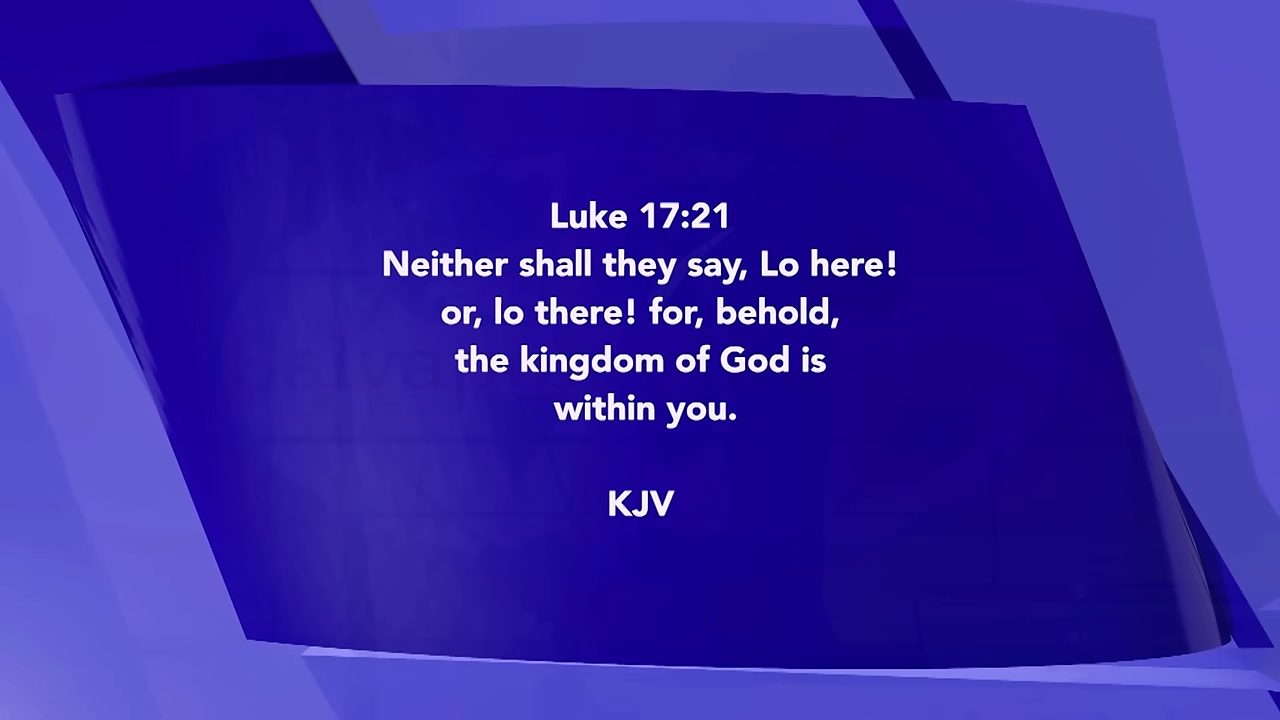 Luke 17:21
Neither shall they say, Lo here!
or, lo there! for, behold,
the kingdom of God is
within you.
KJV